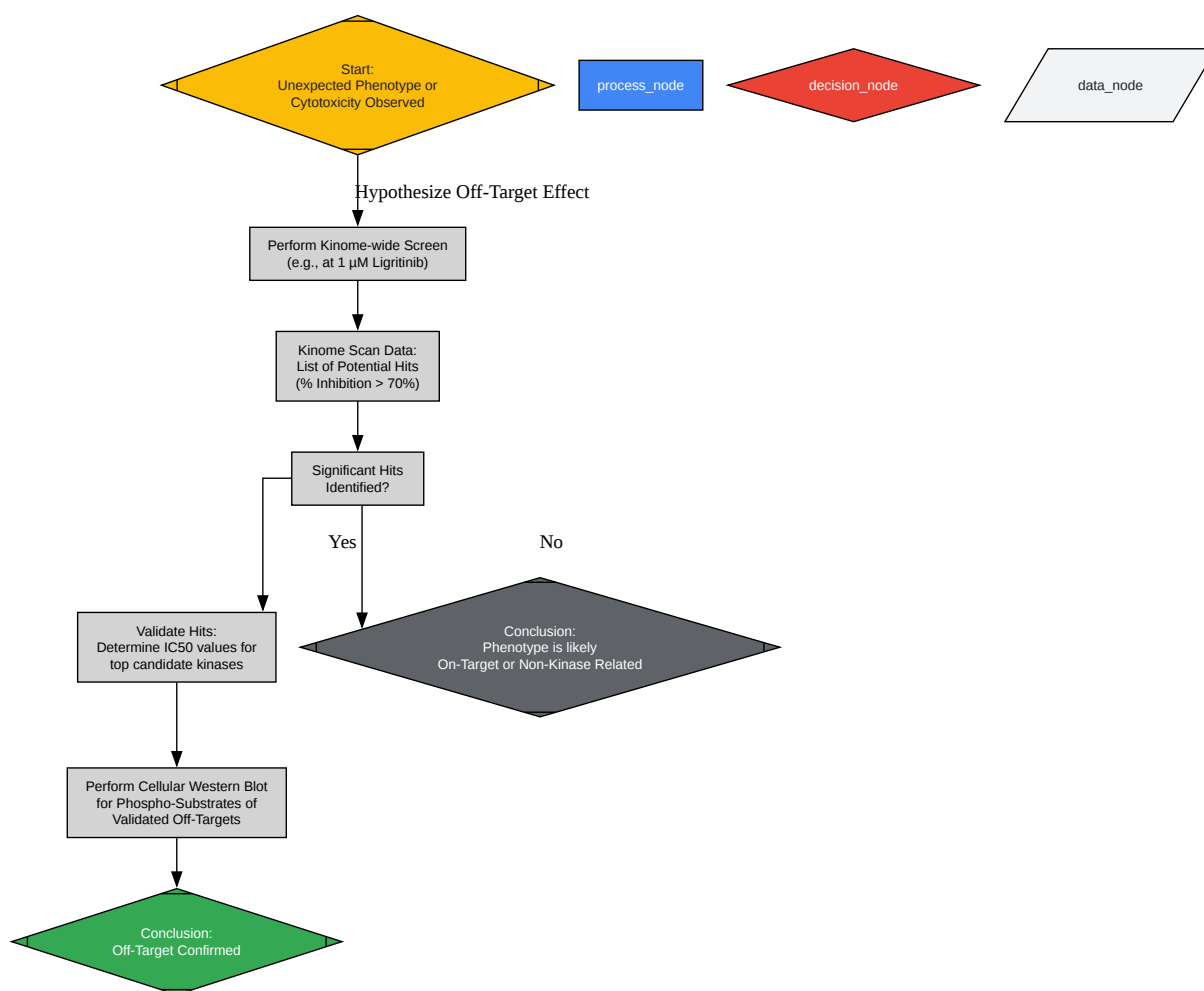 Start:
Unexpected Phenotype or
Cytotoxicity Observed
process_node
decision_node
data_node
Hypothesize Off-Target Effect
Perform Kinome-wide Screen
(e.g., at 1 µM Ligritinib)
Kinome Scan Data:
List of Potential Hits
(% Inhibition > 70%)
Significant Hits
Identified?
Yes
No
Validate Hits:
Determine IC50 values for
top candidate kinases
Conclusion:
Phenotype is likely
On-Target or Non-Kinase Related
Perform Cellular Western Blot
for Phospho-Substrates of
Validated Off-Targets
Conclusion:
Off-Target Confirmed